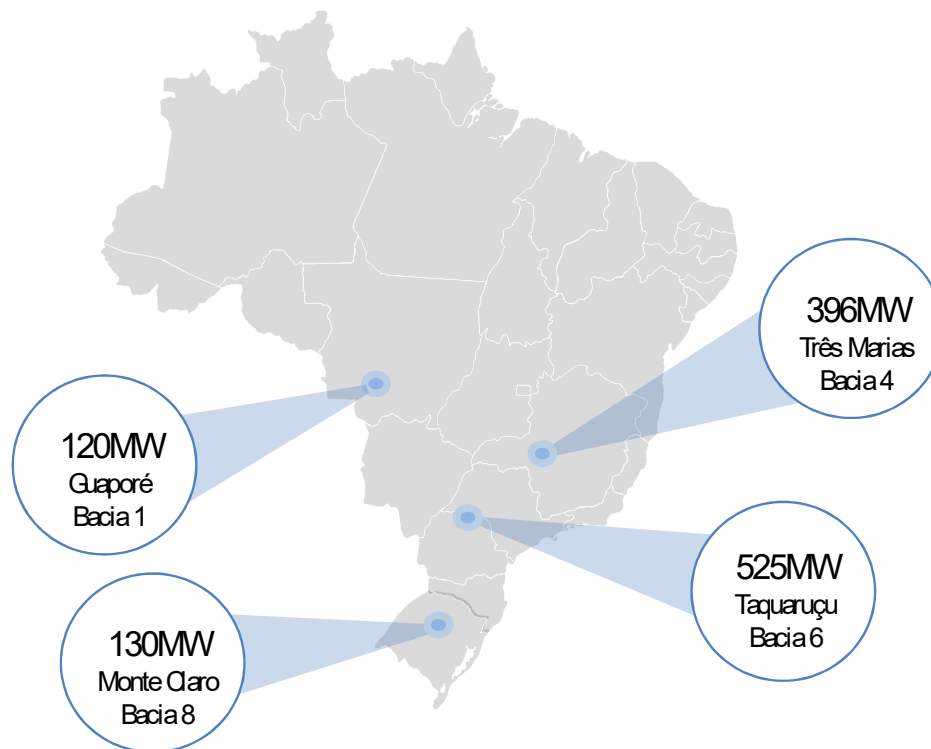 396MW
Três Marias
Bacia 4
120MW
Guaporé
Bacia 1
525MW
Taquaruçu
Bacia 6
130MW
Monte Claro
Bacia 8